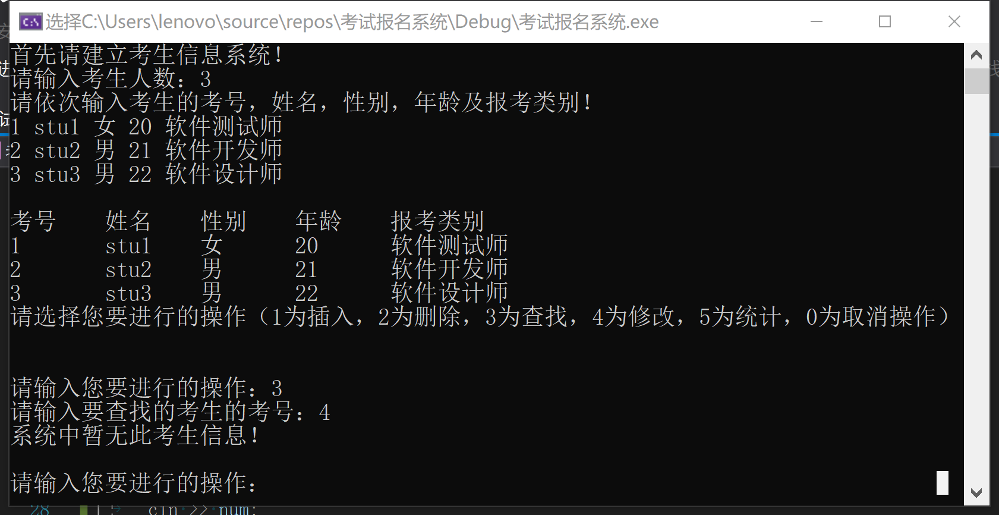 选择C:\Users\lenovo\source\repos\考试报名系统\Debug\考试报名系统.exe
首先请建立考生信息系统！
请输入考生人数：3
请依次输入考生的考号，姓名，性别，年龄及报考类别！
1 stu1 女 20 软件测试师
2 stu2 男 21 软件开发师
3 stu3 男 22 软件设计师
考号 姓名 性别 年龄 报考类别
1 stu1 女 20 软件测试师
2 stu2 男 21 软件开发师
3 stu3 男 22 软件设计师
请选择您要进行的操作（1为插入，2为删除，3为查找，4为修改，5为统计，0为取消操作）
请输入您要进行的操作：3
请输入要查找的考生的考号：4
系统中暂无此考生信息！
请输入您要进行的操作：
28 cin >> num;